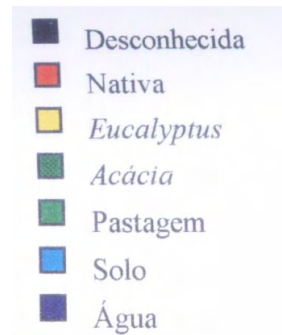 Desconhecida
Nativa
Eucalyptus
Acácia
Pastagem
Solo
Água